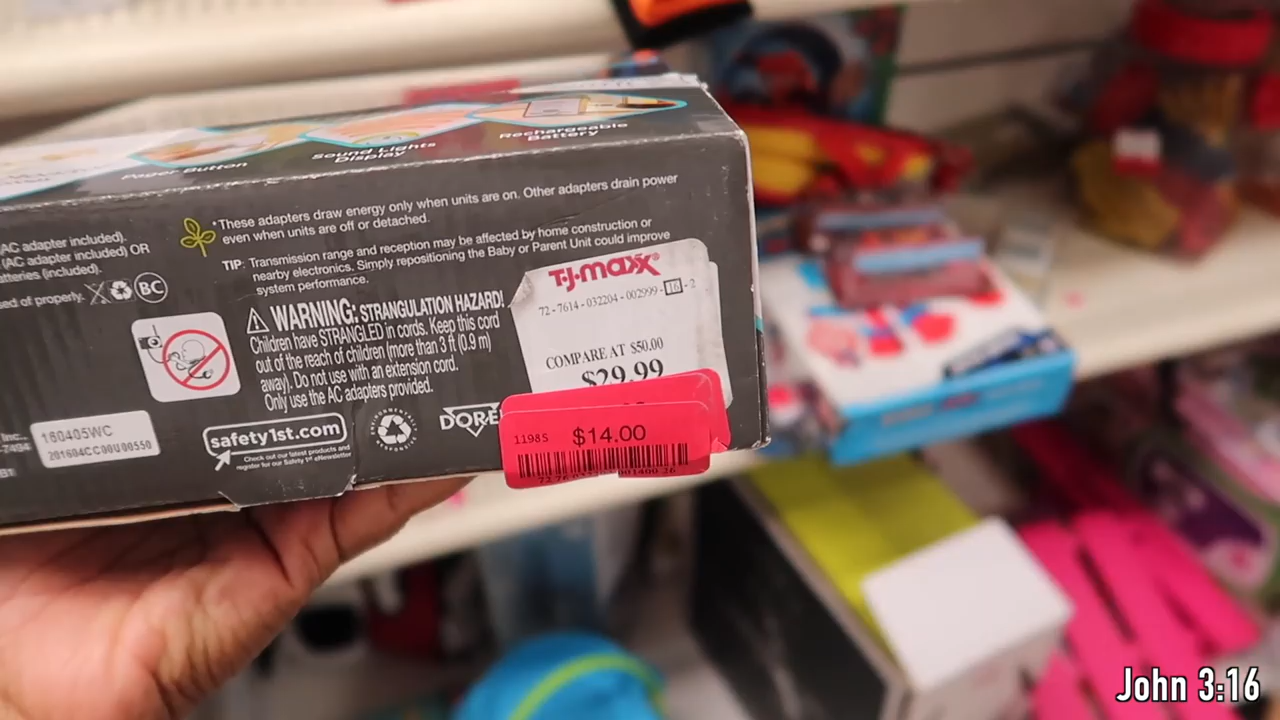 Pager Button
Sound Lights
Display
Rechargeable
Battery
*These adapters draw energy only when units are on. Other adapters drain power
even when units are off or detached.
TIP: Transmission range and reception may be affected by home construction or
nearby electronics. Simply repositioning the Baby or Parent Unit could improve
system performance.
AC adapter included).
(AC adapter included) OR
atteries (included).
sed of properly.
BC
WARNING: STRANGULATION HAZARD!
Children have STRANGLED in cords. Keep this cord
out of the reach of children (more than 3 ft (0.9 m)
away). Do not use with an extension cord.
Only use the AC adapters provided.
Inc.,
160405WC
201604CC00U00550
safety1st.com
Check out our latest products and
register for our Safety 1st eNewsletter
DORE
T·J·maxx
72-7614-032204-002999-18-2
COMPARE AT $50.00
$29.99
1198S $14.00
John 3:16